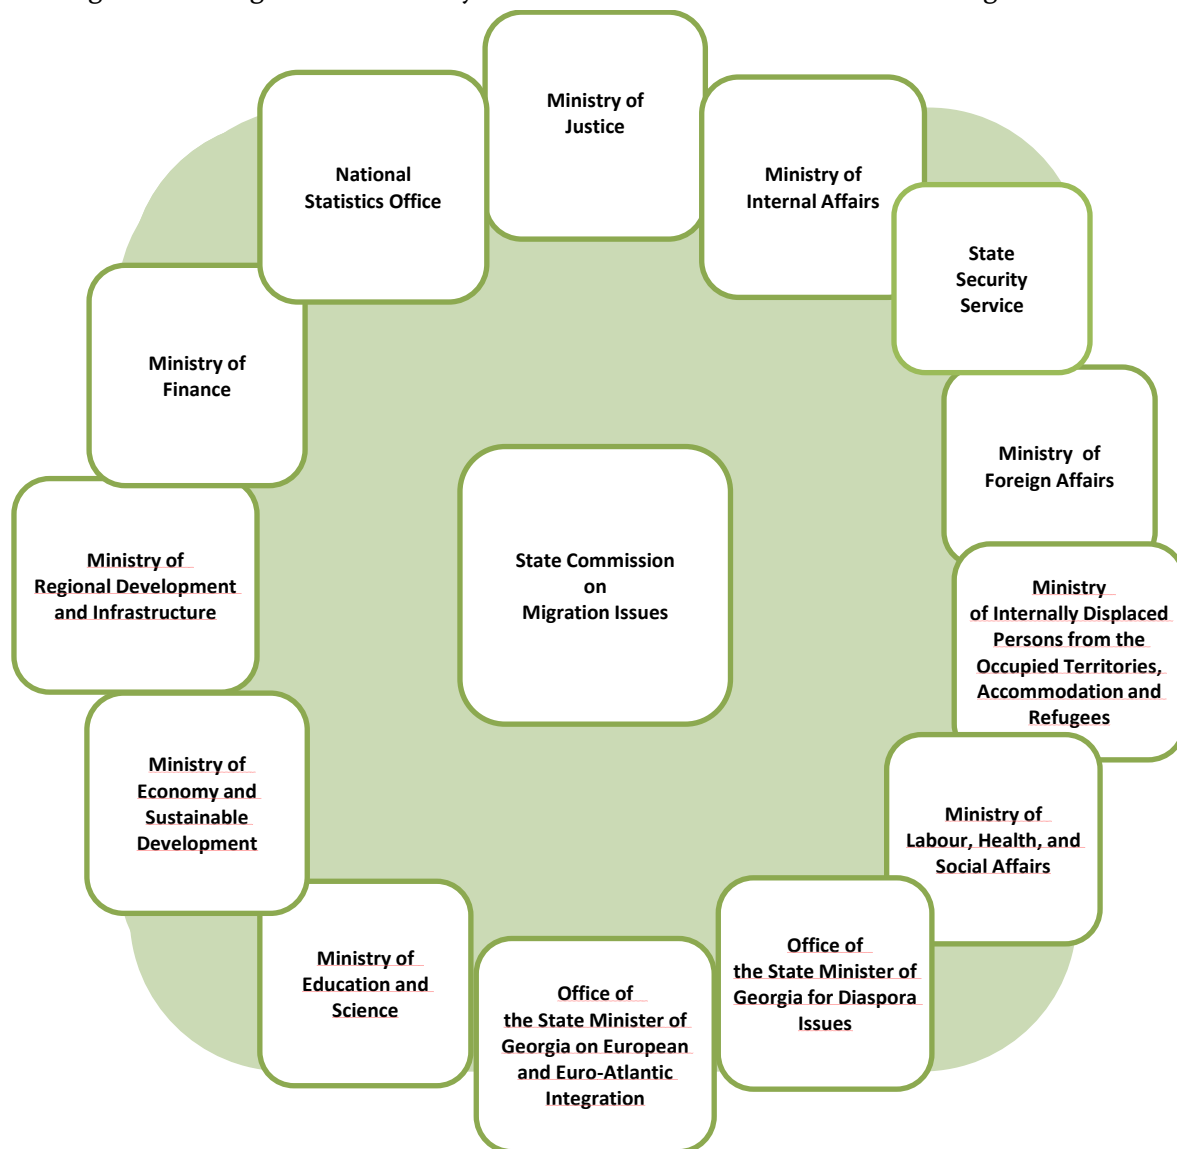 Ministry of
Justice
Ministry of
Internal Affairs
State
Security
Service
Ministry of
Foreign Affairs
Ministry
of Internally Displaced
Persons from the
Occupied Territories,
Accommodation and
Refugees
Ministry of
Labour, Health, and
Social Affairs
Office of
the State Minister of
Georgia for Diaspora
Issues
Office of
the State Minister of
Georgia on European
and Euro-Atlantic
Integration
Ministry of
Education and
Science
Ministry of
Economy and
Sustainable
Development
Ministry of
Regional Development
and Infrastructure
Ministry of
Finance
National
Statistics Office
State Commission
on
Migration Issues